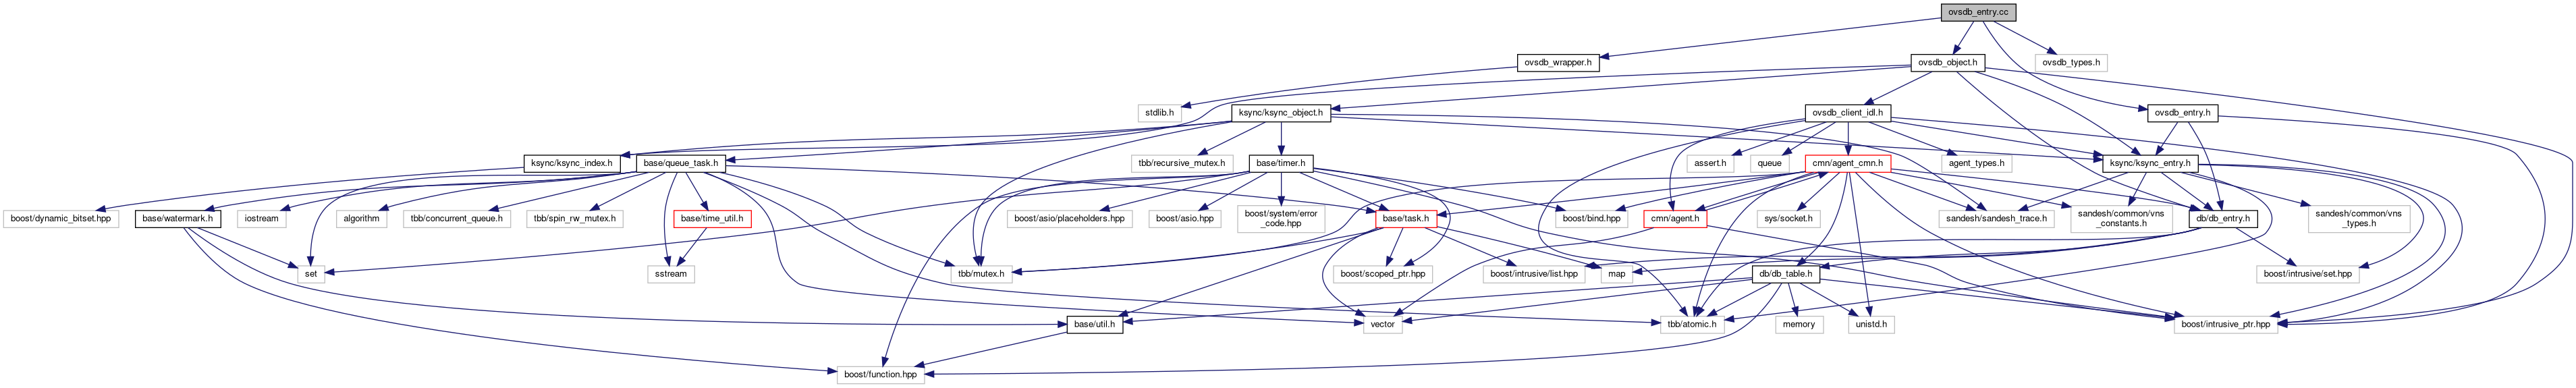 ovsdb_entry.cc
ovsdb_wrapper.h
ovsdb_object.h
ovsdb_types.h
stdlib.h
ksync/ksync_object.h
ovsdb_client_idl.h
ovsdb_entry.h
ksync/ksync_index.h
base/queue_task.h
tbb/recursive_mutex.h
base/timer.h
assert.h
queue
cmn/agent_cmn.h
agent_types.h
ksync/ksync_entry.h
boost/dynamic_bitset.hpp
base/watermark.h
iostream
algorithm
tbb/concurrent_queue.h
tbb/spin_rw_mutex.h
base/time_util.h
boost/asio/placeholders.hpp
boost/asio.hpp
boost/system/error
_code.hpp
base/task.h
boost/bind.hpp
cmn/agent.h
sys/socket.h
sandesh/sandesh_trace.h
sandesh/common/vns
_constants.h
db/db_entry.h
sandesh/common/vns
_types.h
set
sstream
tbb/mutex.h
boost/scoped_ptr.hpp
boost/intrusive/list.hpp
map
db/db_table.h
boost/intrusive/set.hpp
base/util.h
vector
tbb/atomic.h
memory
unistd.h
boost/intrusive_ptr.hpp
boost/function.hpp